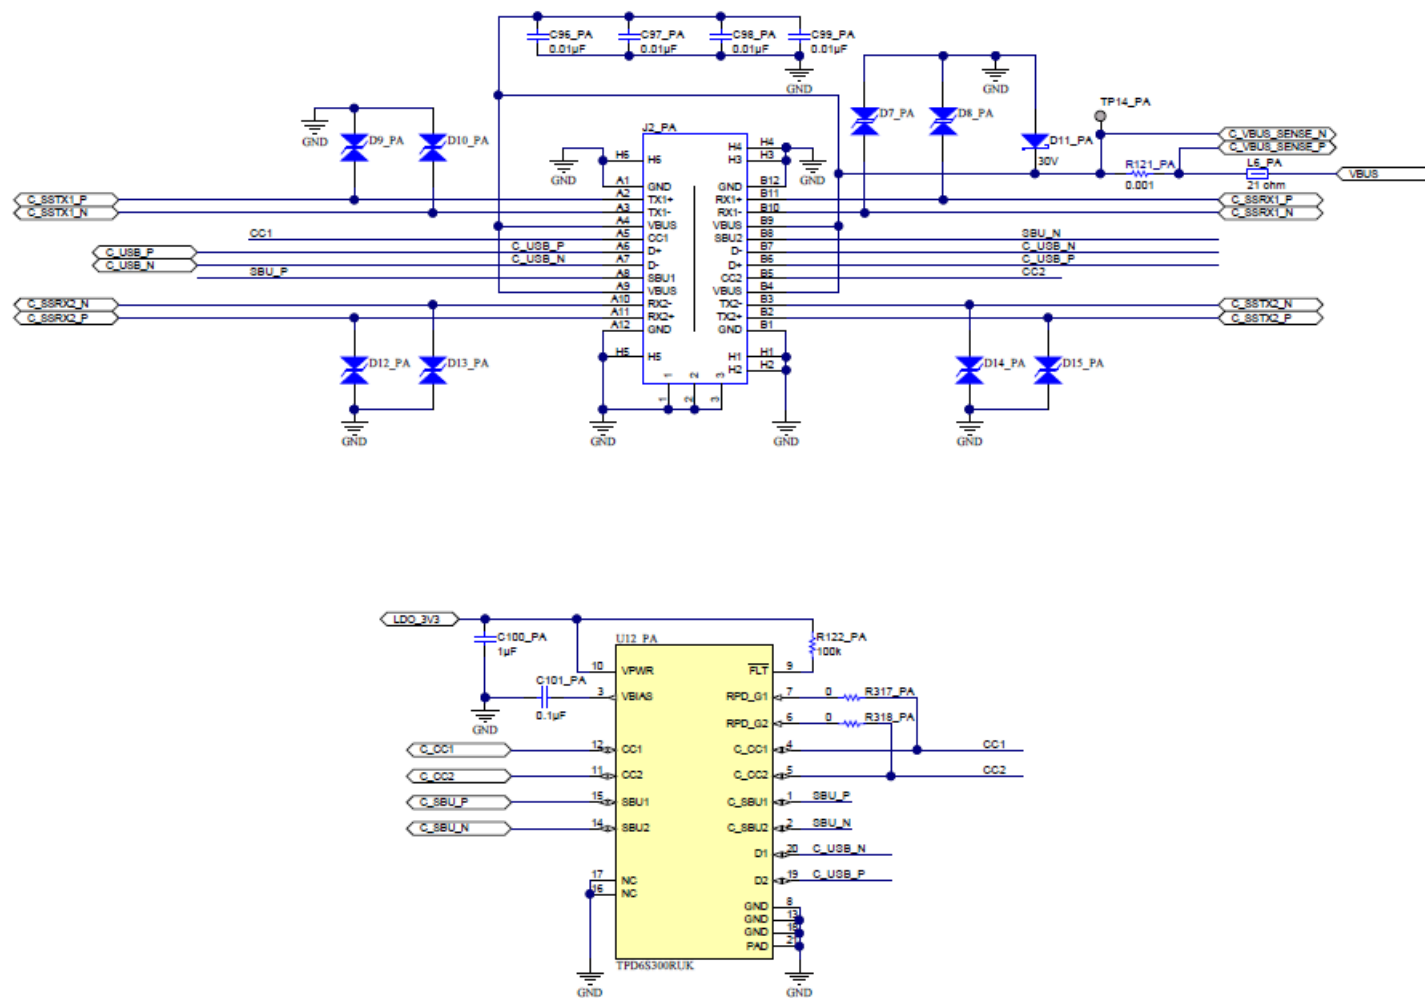 C96_PA
0.01µF
C97_PA
0.01µF
C98_PA
0.01µF
C99_PA
0.01µF
GND
GND
D9_PA
D10_PA
D7_PA
D8_PA
GND
D11_PA
30V
TP14_PA
C_VBUS_SENSE_N
C_VBUS_SENSE_P
R121_PA
0.001
L6_PA
21 ohm
VBUS
J2_PA
GND
H6 H6
H4 H4
H3 H3
GND
A1 GND
GND B12
C_SSTX1_P
A2 TX1+
RX1+ B11
C_SSRX1_P
C_SSTX1_N
A3 TX1-
RX1- B10
C_SSRX1_N
A4 VBUS
VBUS B9
CC1
A5 CC1
SBU2 B8
SBU_N
C_USB_P
C_USB_P
A6 D+
D- B7
C_USB_N
C_USB_N
C_USB_N
A7 D-
D+ B6
C_USB_P
SBU_P
A8 SBU1
CC2 B5
CC2
A9 VBUS
VBUS B4
C_SSRX2_N
A10 RX2-
TX2- B3
C_SSTX2_N
C_SSRX2_P
A11 RX2+
TX2+ B2
C_SSTX2_P
A12 GND
GND B1
H5 H5
H1 H1
H2 H2
1 2 3
1 2 3
D12_PA
D13_PA
D14_PA
D15_PA
GND
GND
GND
GND
LDO_3V3
C100_PA
1µF
C101_PA
0.1µF
GND
R122_PA
100k
U12_PA
10 VPWR
FLT 9
3 VBIAS
RPD_G1 7
0 R317_PA
RPD_G2 6
0 R318_PA
C_CC1
12 CC1
C_CC1 4
CC1
C_CC2
11 CC2
C_CC2 5
CC2
C_SBU_P
15 SBU1
C_SBU1 1
SBU_P
C_SBU_N
14 SBU2
C_SBU2 2
SBU_N
D1 20
C_USB_N
17 NC
D2 19
C_USB_P
16 NC
GND 8
GND 13
GND 18
PAD 21
TPD6S300RUK
GND
GND